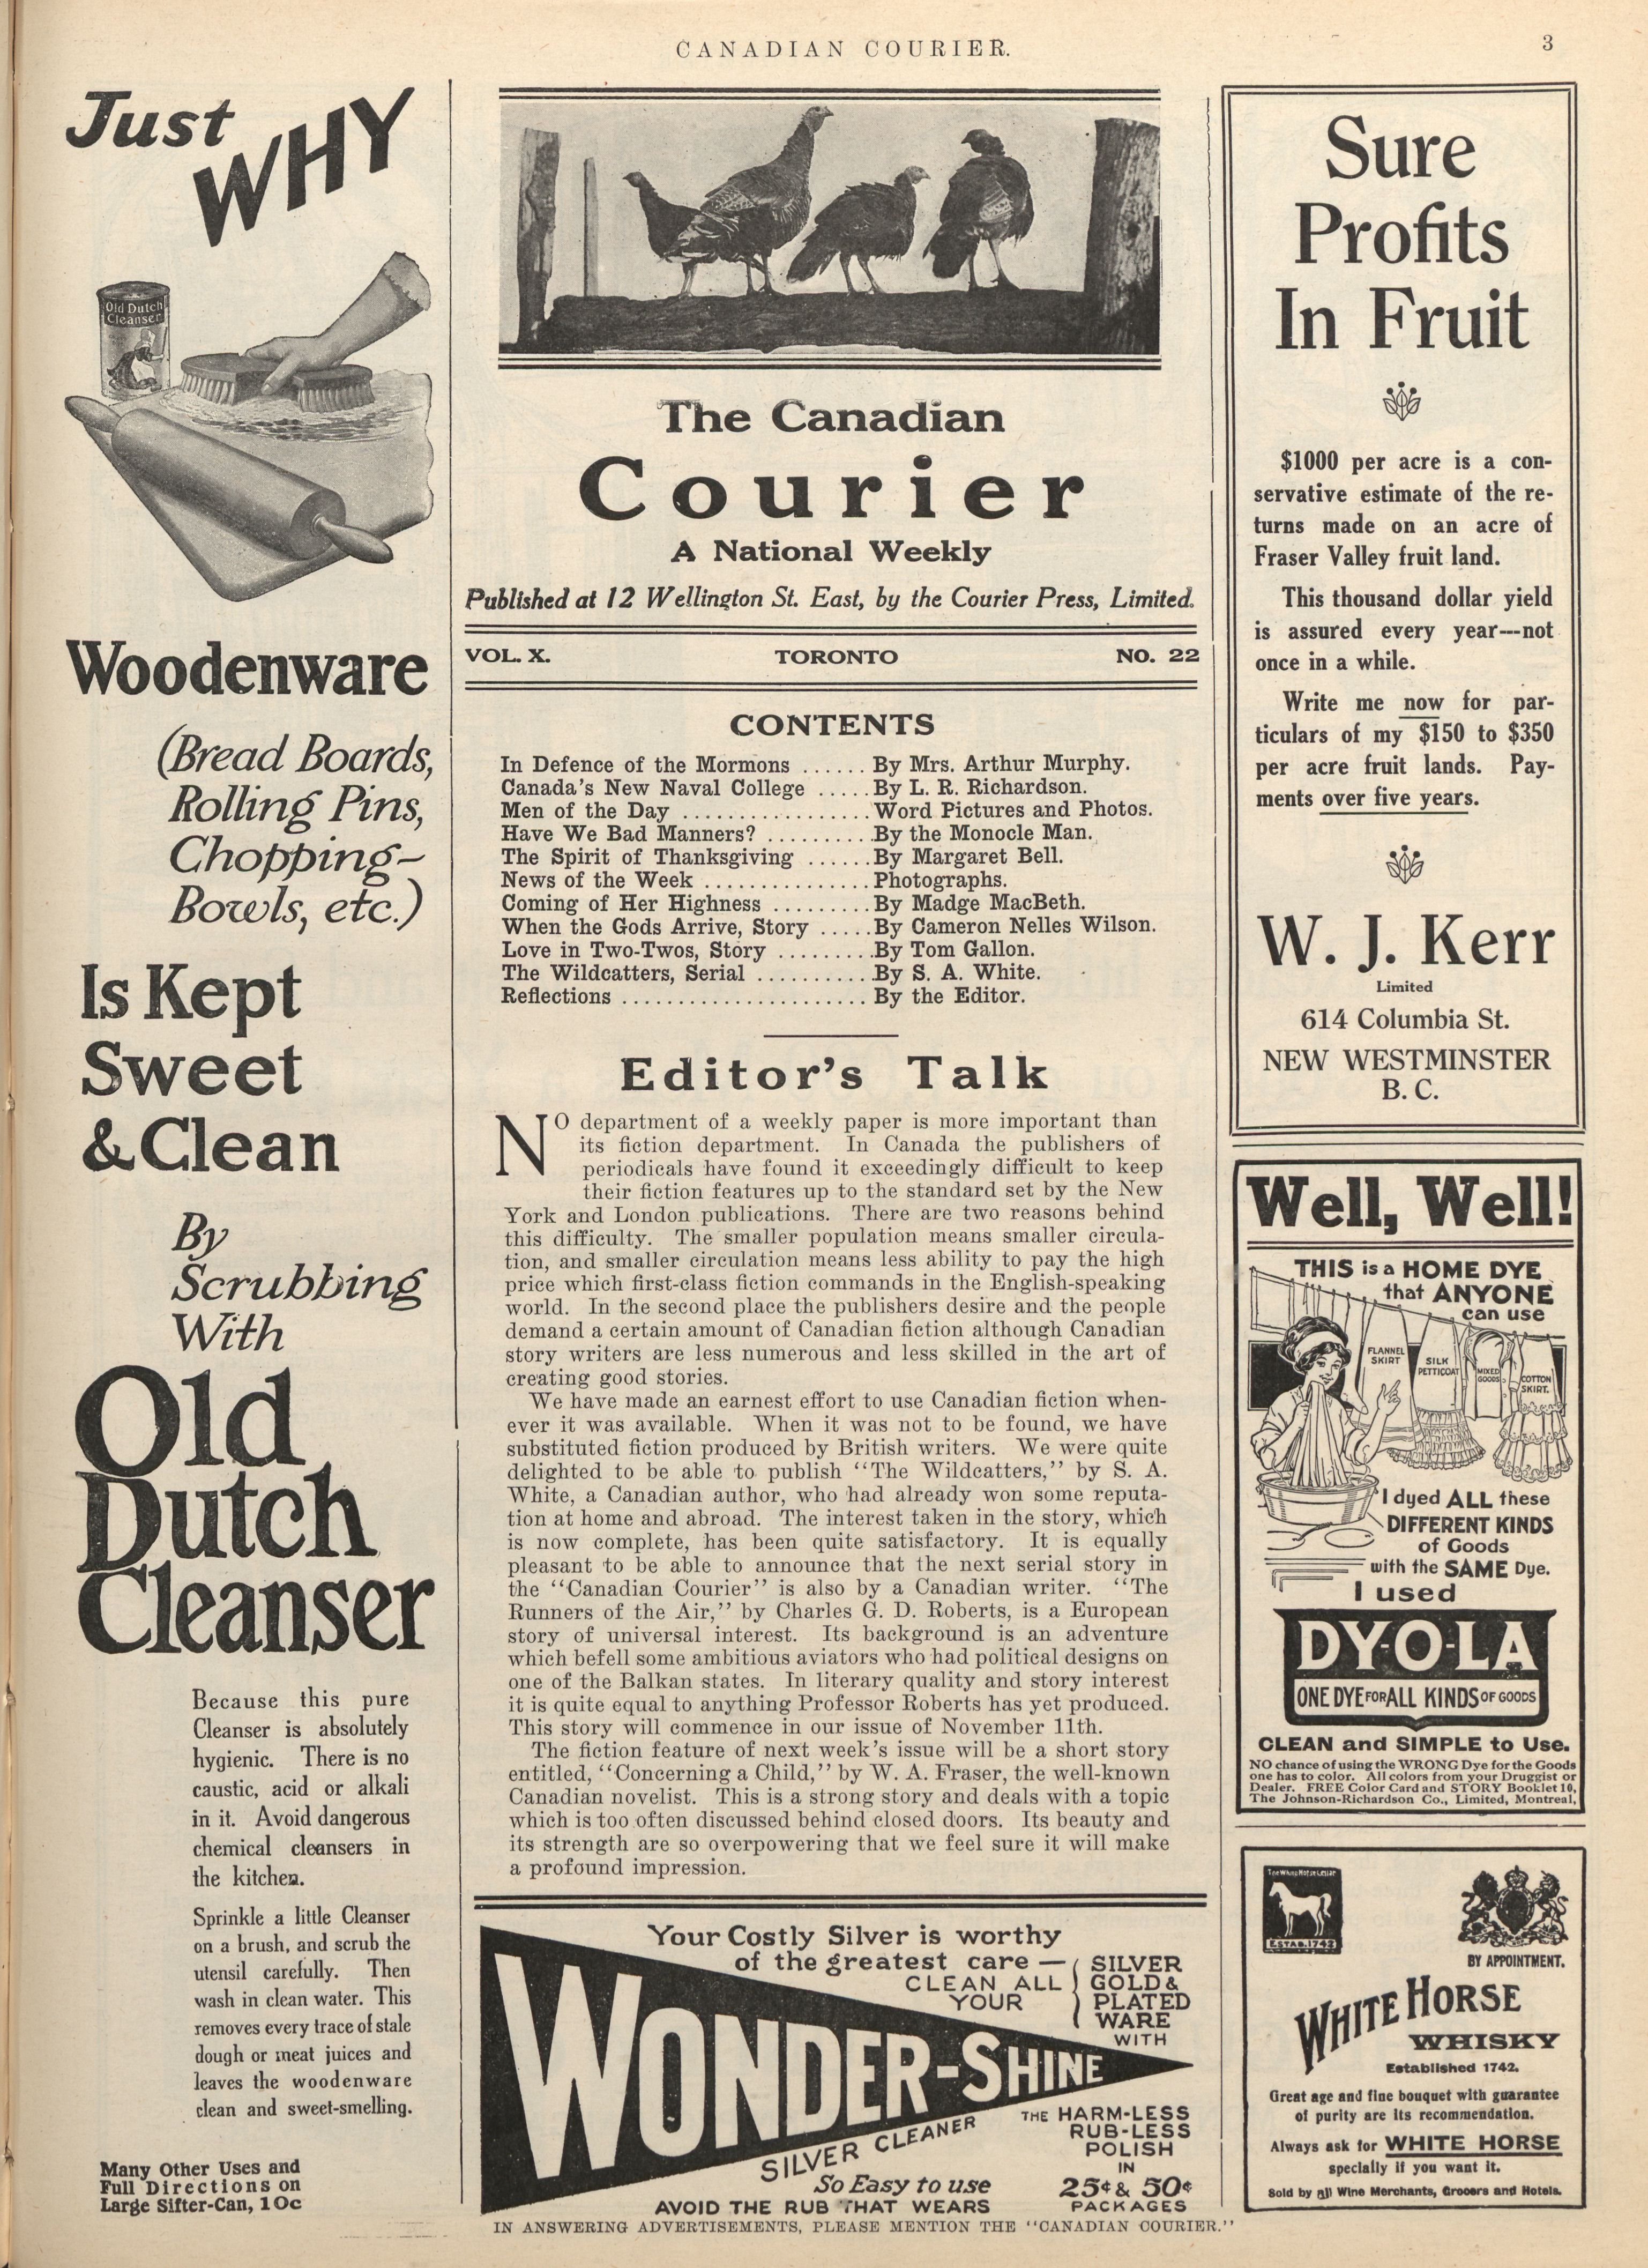 CANADIAN COURIER.
3
Just
WHY
Old Dutch
Cleanser
Woodenware
(Bread Boards,
Rolling Pins,
Chopping-
Bowls, etc.)
Is Kept
Sweet
& Clean
By
Scrubbing
With
Old
Dutch
Cleanser
Because this pure
Cleanser is absolutely
hygienic. There is no
caustic, acid or alkali
in it. Avoid dangerous
chemical cleansers in
the kitchen.
Sprinkle a little Cleanser
on a brush, and scrub the
utensil carefully. Then
wash in clean water. This
removes every trace of stale
dough or meat juices and
leaves the woodenware
clean and sweet-smelling.
Many Other Uses and
Full Directions on
Large Sifter-Can, 10c
The Canadian
Courier
A National Weekly
Published at 12 Wellington St. East, by the Courier Press, Limited.
VOL. X. TORONTO NO. 22
CONTENTS
In Defence of the Mormons ...... By Mrs. Arthur Murphy.
Canada's New Naval College ..... By L. R. Richardson.
Men of the Day ................. Word Pictures and Photos.
Have We Bad Manners? .......... By the Monocle Man.
The Spirit of Thanksgiving ...... By Margaret Bell.
News of the Week ............... Photographs.
Coming of Her Highness ......... By Madge MacBeth.
When the Gods Arrive, Story ..... By Cameron Nelles Wilson.
Love in Two-Twos, Story ......... By Tom Gallon.
The Wildcatters, Serial .......... By S. A. White.
Reflections ...................... By the Editor.
Editor's Talk
NO department of a weekly paper is more important than
its fiction department. In Canada the publishers of
periodicals have found it exceedingly difficult to keep
their fiction features up to the standard set by the New
York and London publications. There are two reasons behind
this difficulty. The smaller population means smaller circula-
tion, and smaller circulation means less ability to pay the high
price which first-class fiction commands in the English-speaking
world. In the second place the publishers desire and the people
demand a certain amount of Canadian fiction although Canadian
story writers are less numerous and less skilled in the art of
creating good stories.
We have made an earnest effort to use Canadian fiction when-
ever it was available. When it was not to be found, we have
substituted fiction produced by British writers. We were quite
delighted to be able to publish "The Wildcatters," by S. A.
White, a Canadian author, who had already won some reputa-
tion at home and abroad. The interest taken in the story, which
is now complete, has been quite satisfactory. It is equally
pleasant to be able to announce that the next serial story in
the "Canadian Courier" is also by a Canadian writer. "The
Runners of the Air," by Charles G. D. Roberts, is a European
story of universal interest. Its background is an adventure
which befell some ambitious aviators who had political designs on
one of the Balkan states. In literary quality and story interest
it is quite equal to anything Professor Roberts has yet produced.
This story will commence in our issue of November 11th.
The fiction feature of next week's issue will be a short story
entitled, "Concerning a Child," by W. A. Fraser, the well-known
Canadian novelist. This is a strong story and deals with a topic
which is too often discussed behind closed doors. Its beauty and
its strength are so overpowering that we feel sure it will make
a profound impression.
Your Costly Silver is worthy
of the greatest care —
CLEAN ALL
YOUR
SILVER
GOLD &
PLATED
WARE
WITH
WONDER-SHINE
SILVER CLEANER
THE HARM-LESS
RUB-LESS
POLISH
IN
25¢ & 50¢
PACKAGES
So Easy to use
AVOID THE RUB THAT WEARS
Sure
Profits
In Fruit
$1000 per acre is a con-
servative estimate of the re-
turns made on an acre of
Fraser Valley fruit land.
This thousand dollar yield
is assured every year---not
once in a while.
Write me now for par-
ticulars of my $150 to $350
per acre fruit lands. Pay-
ments over five years.
W. J. Kerr
Limited
614 Columbia St.
NEW WESTMINSTER
B. C.
Well, Well!
THIS is a HOME DYE
that ANYONE
can use
FLANNEL
SKIRT
SILK
PETTICOAT
MIXED
GOODS
COTTON
SKIRT.
I dyed ALL these
DIFFERENT KINDS
of Goods
with the SAME Dye.
I used
DY-O-LA
ONE DYE FOR ALL KINDS OF GOODS
CLEAN and SIMPLE to Use.
NO chance of using the WRONG Dye for the Goods
one has to color. All colors from your Druggist or
Dealer. FREE Color Card and STORY Booklet 10,
The Johnson-Richardson Co., Limited, Montreal,
The White Horse Cellar
ESTAB. 1742
BY APPOINTMENT.
WHITE HORSE
WHISKY
Established 1742.
Great age and fine bouquet with guarantee
of purity are its recommendation.
Always ask for WHITE HORSE
specially if you want it.
Sold by all Wine Merchants, Grocers and Hotels.
IN ANSWERING ADVERTISEMENTS, PLEASE MENTION THE "CANADIAN COURIER."